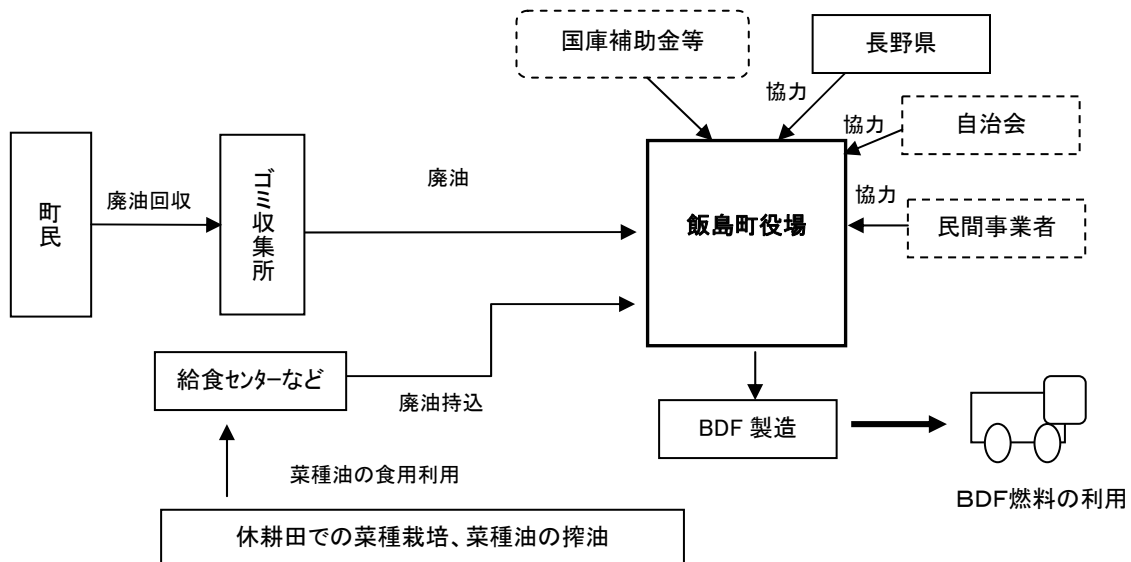 国庫補助金等
長野県
協力
協力
自治会
町民
廃油回収
ゴミ収集所
廃油
飯島町役場
協力
民間事業者
給食センターなど
廃油持込
BDF 製造
菜種油の食用利用
BDF燃料の利用
休耕田での菜種栽培、菜種油の搾油